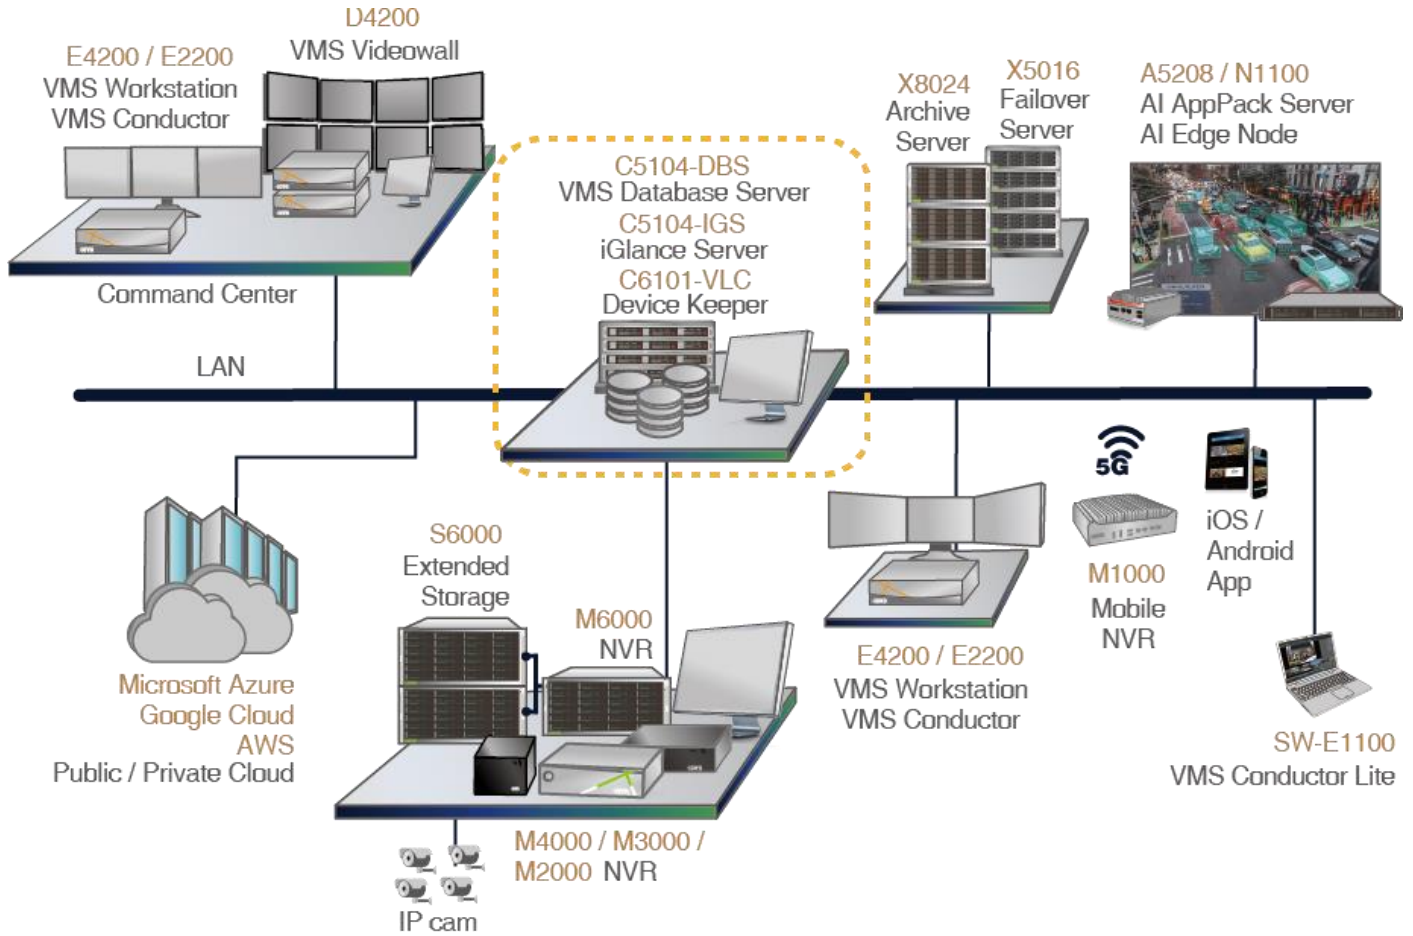 D4200
VMS Videowall
E4200 / E2200
VMS Workstation
VMS Conductor
Command Center
C5104-DBS
VMS Database Server
C5104-IGS
iGlance Server
C6101-VLC
Device Keeper
X8024
Archive
Server
X5016
Failover
Server
A5208 / N1100
AI AppPack Server
AI Edge Node
LAN
Microsoft Azure
Google Cloud
AWS
Public / Private Cloud
S6000
Extended
Storage
M6000
NVR
M4000 / M3000 /
M2000 NVR
IP cam
E4200 / E2200
VMS Workstation
VMS Conductor
5G
M1000
Mobile
NVR
iOS /
Android
App
SW-E1100
VMS Conductor Lite